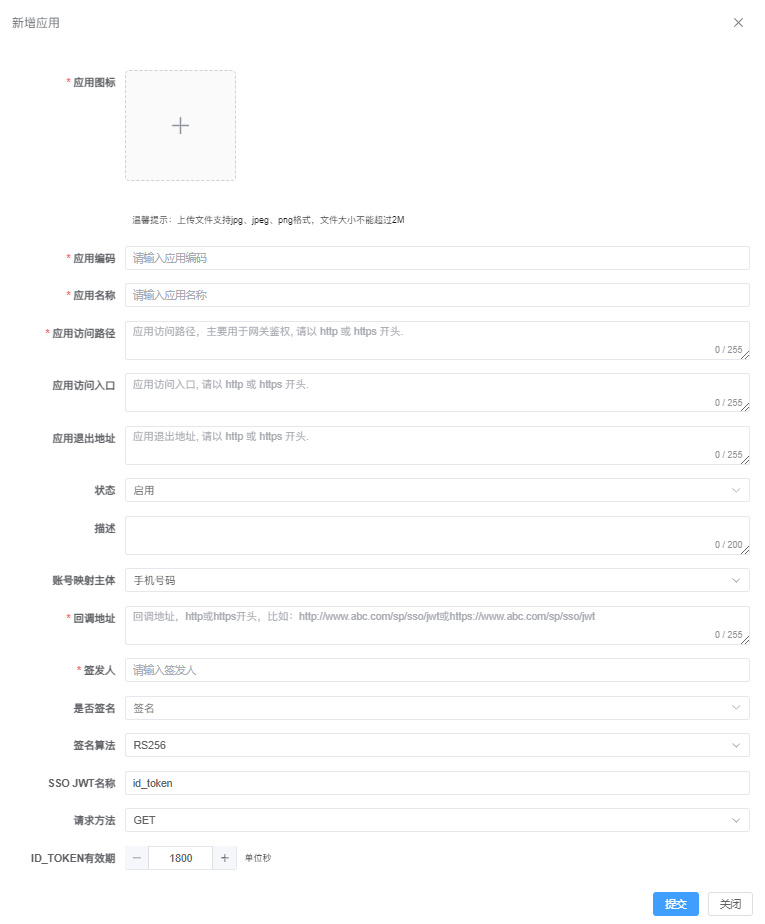 新增应用
* 应用图标
温馨提示：上传文件支持jpg、jpeg、png格式，文件大小不能超过2M
* 应用编码 请输入应用编码
* 应用名称 请输入应用名称
* 应用访问路径 应用访问路径，主要用于网关鉴权, 请以 http 或 https 开头.
0 / 255
应用访问入口 应用访问入口, 请以 http 或 https 开头.
0 / 255
应用退出地址 应用退出地址, 请以 http 或 https 开头.
0 / 255
状态 启用
描述
0 / 200
账号映射主体 手机号码
* 回调地址 回调地址，http或https开头，比如：http://www.abc.com/sp/sso/jwt或https://www.abc.com/sp/sso/jwt
0 / 255
* 签发人 请输入签发人
是否签名 签名
签名算法 RS256
SSO JWT名称 id_token
请求方法 GET
ID_TOKEN有效期 − 1800 + 单位秒
提交 关闭